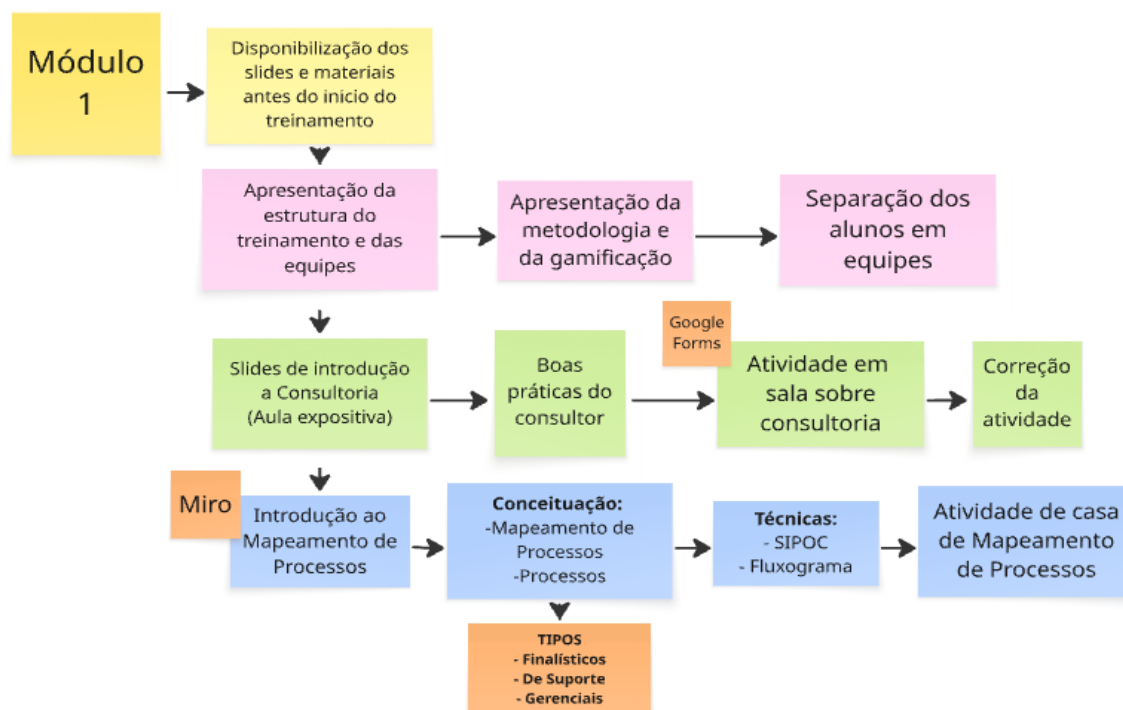 Módulo
1
Disponibilização dos
slides e materiais
antes do inicio do
treinamento
Apresentação da
estrutura do
treinamento e das
equipes
Apresentação da
metodologia e
da gamificação
Separação dos
alunos em
equipes
Slides de introdução
a Consultoria
(Aula expositiva)
Boas
práticas do
consultor
Google
Forms
Atividade em
sala sobre
consultoria
Correção
da
atividade
Miro
Introdução ao
Mapeamento de
Processos
Conceituação:
-Mapeamento de
Processos
-Processos
Técnicas:
- SIPOC
- Fluxograma
Atividade de casa
de Mapeamento
de Processos
TIPOS
- Finalísticos
- De Suporte
- Gerenciais